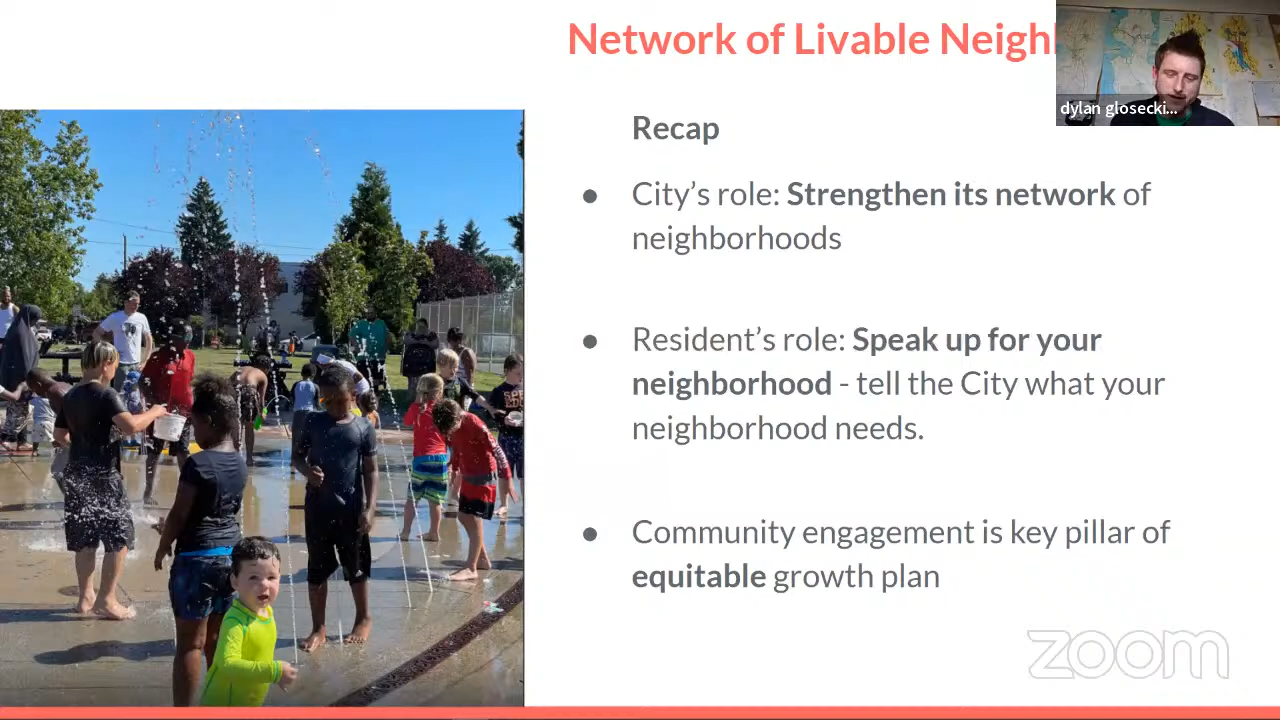 Network of Livable Neighb
dylan glosecki...
Recap
● City’s role: Strengthen its network of
neighborhoods
● Resident’s role: Speak up for your
neighborhood - tell the City what your
neighborhood needs.
● Community engagement is key pillar of
equitable growth plan
zoom